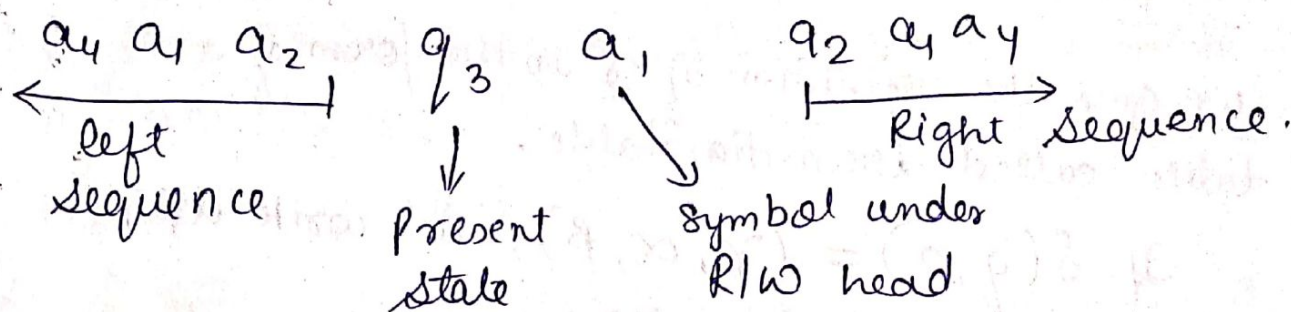 a₄ a₁ a₂ q₃ a₁ a₂ a₁ a₄
left sequence
Present state
symbol under R/W head
Right sequence.